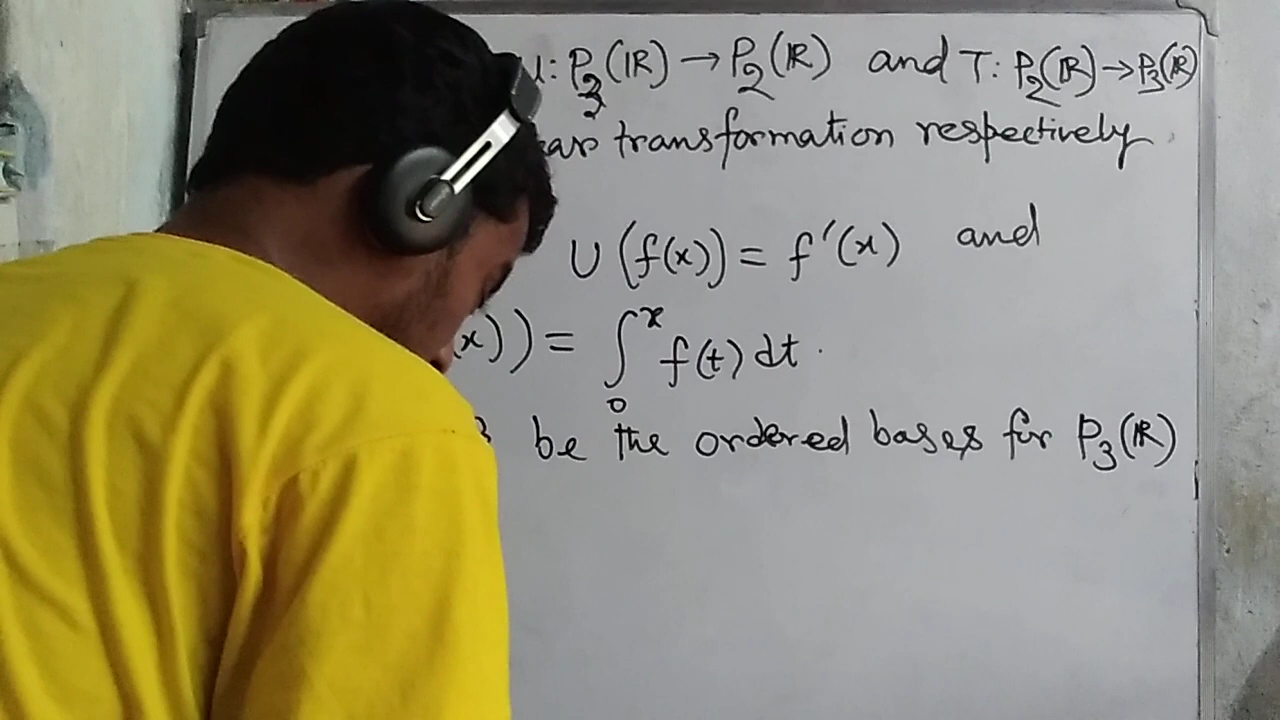 U: P₃(ℝ) → P₂(ℝ) and T: P₂(ℝ) → P₃(ℝ)
transformation respectively
U (f(x)) = f'(x) and
(x)) = ∫₀ˣ f(t) dt.
be the ordered bases for P₃(ℝ)